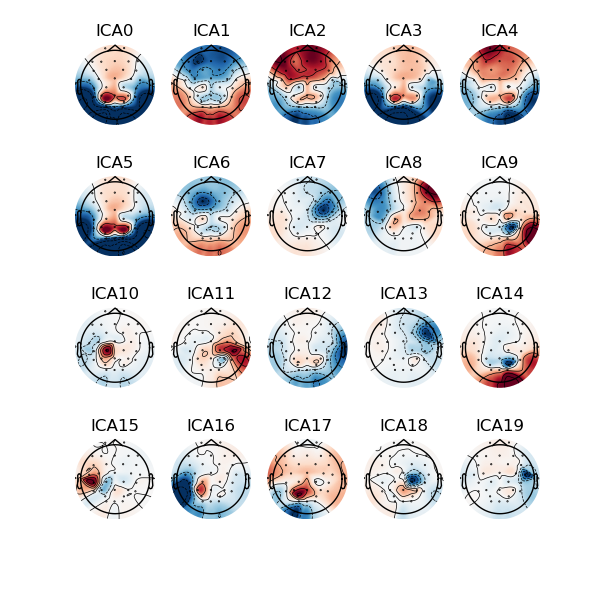 ICA0 ICA1 ICA2 ICA3 ICA4
ICA5 ICA6 ICA7 ICA8 ICA9
ICA10 ICA11 ICA12 ICA13 ICA14
ICA15 ICA16 ICA17 ICA18 ICA19